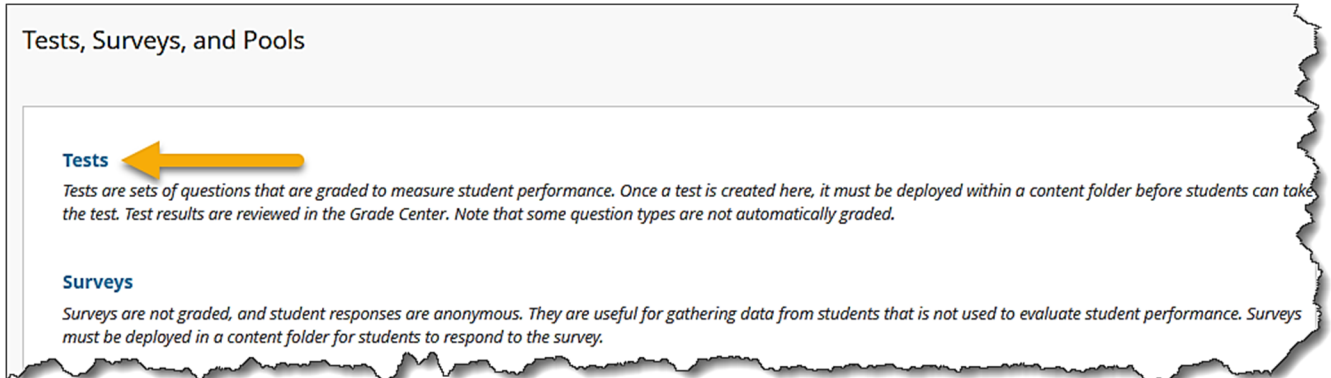 Tests, Surveys, and Pools
Tests
Tests are sets of questions that are graded to measure student performance. Once a test is created here, it must be deployed within a content folder before students can take
the test. Test results are reviewed in the Grade Center. Note that some question types are not automatically graded.
Surveys
Surveys are not graded, and student responses are anonymous. They are useful for gathering data from students that is not used to evaluate student performance. Surveys
must be deployed in a content folder for students to respond to the survey.